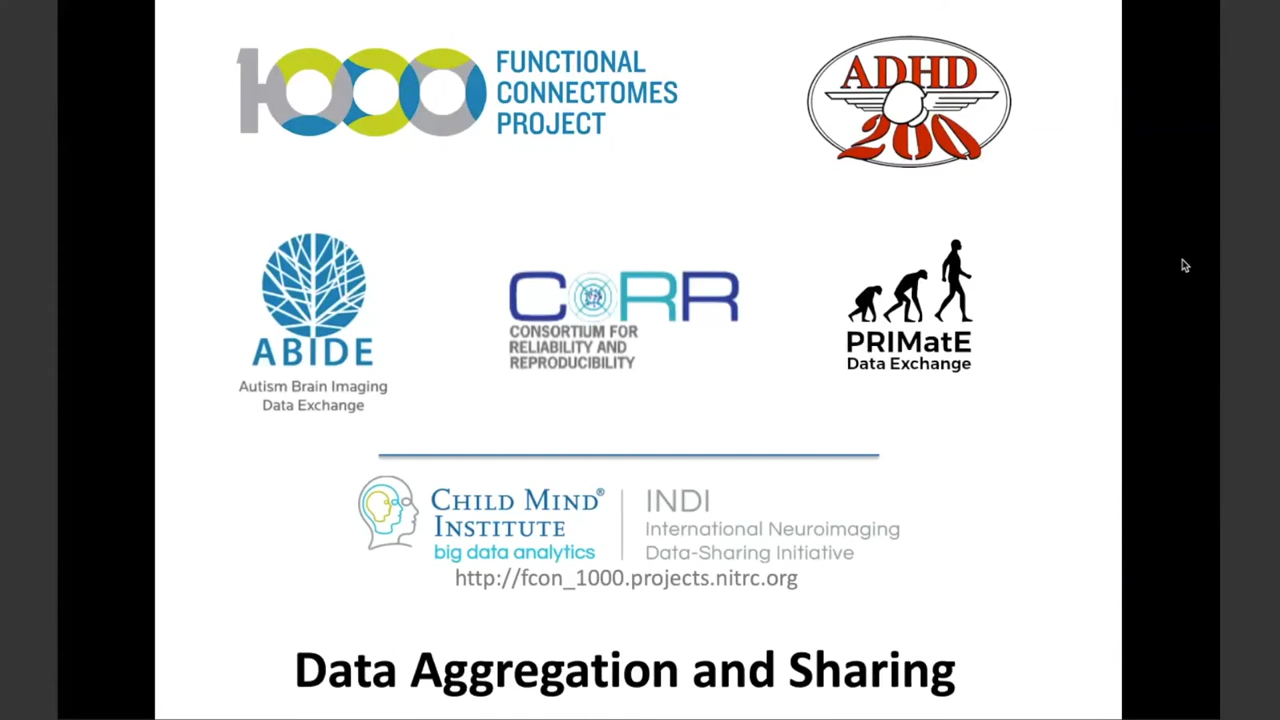 1000
FUNCTIONAL
CONNECTOMES
PROJECT
ADHD
200
ABIDE
Autism Brain Imaging
Data Exchange
CoRR
CONSORTIUM FOR
RELIABILITY AND
REPRODUCIBILITY
PRIMatE
Data Exchange
CHILD MIND®
INSTITUTE
big data analytics
INDI
International Neuroimaging
Data-Sharing Initiative
http://fcon_1000.projects.nitrc.org
Data Aggregation and Sharing